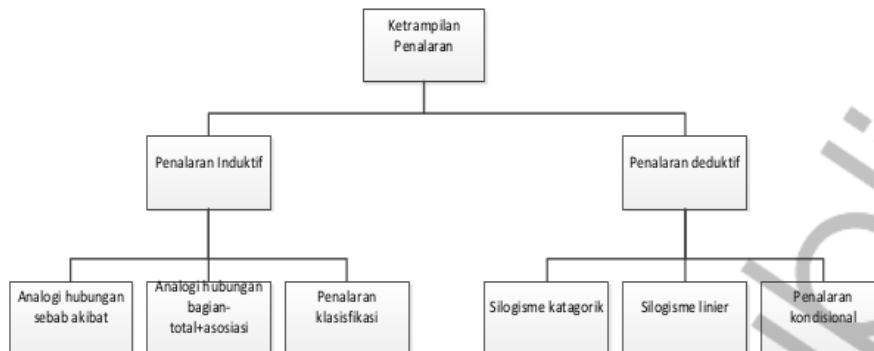 Ketrampilan
Penalaran
Penalaran Induktif
Penalaran deduktif
Analogi hubungan
sebab akibat
Analogi hubungan
bagian-
total+asosiasi
Penalaran
klasisfikasi
Silogisme katagorik
Silogisme linier
Penalaran
kondisional